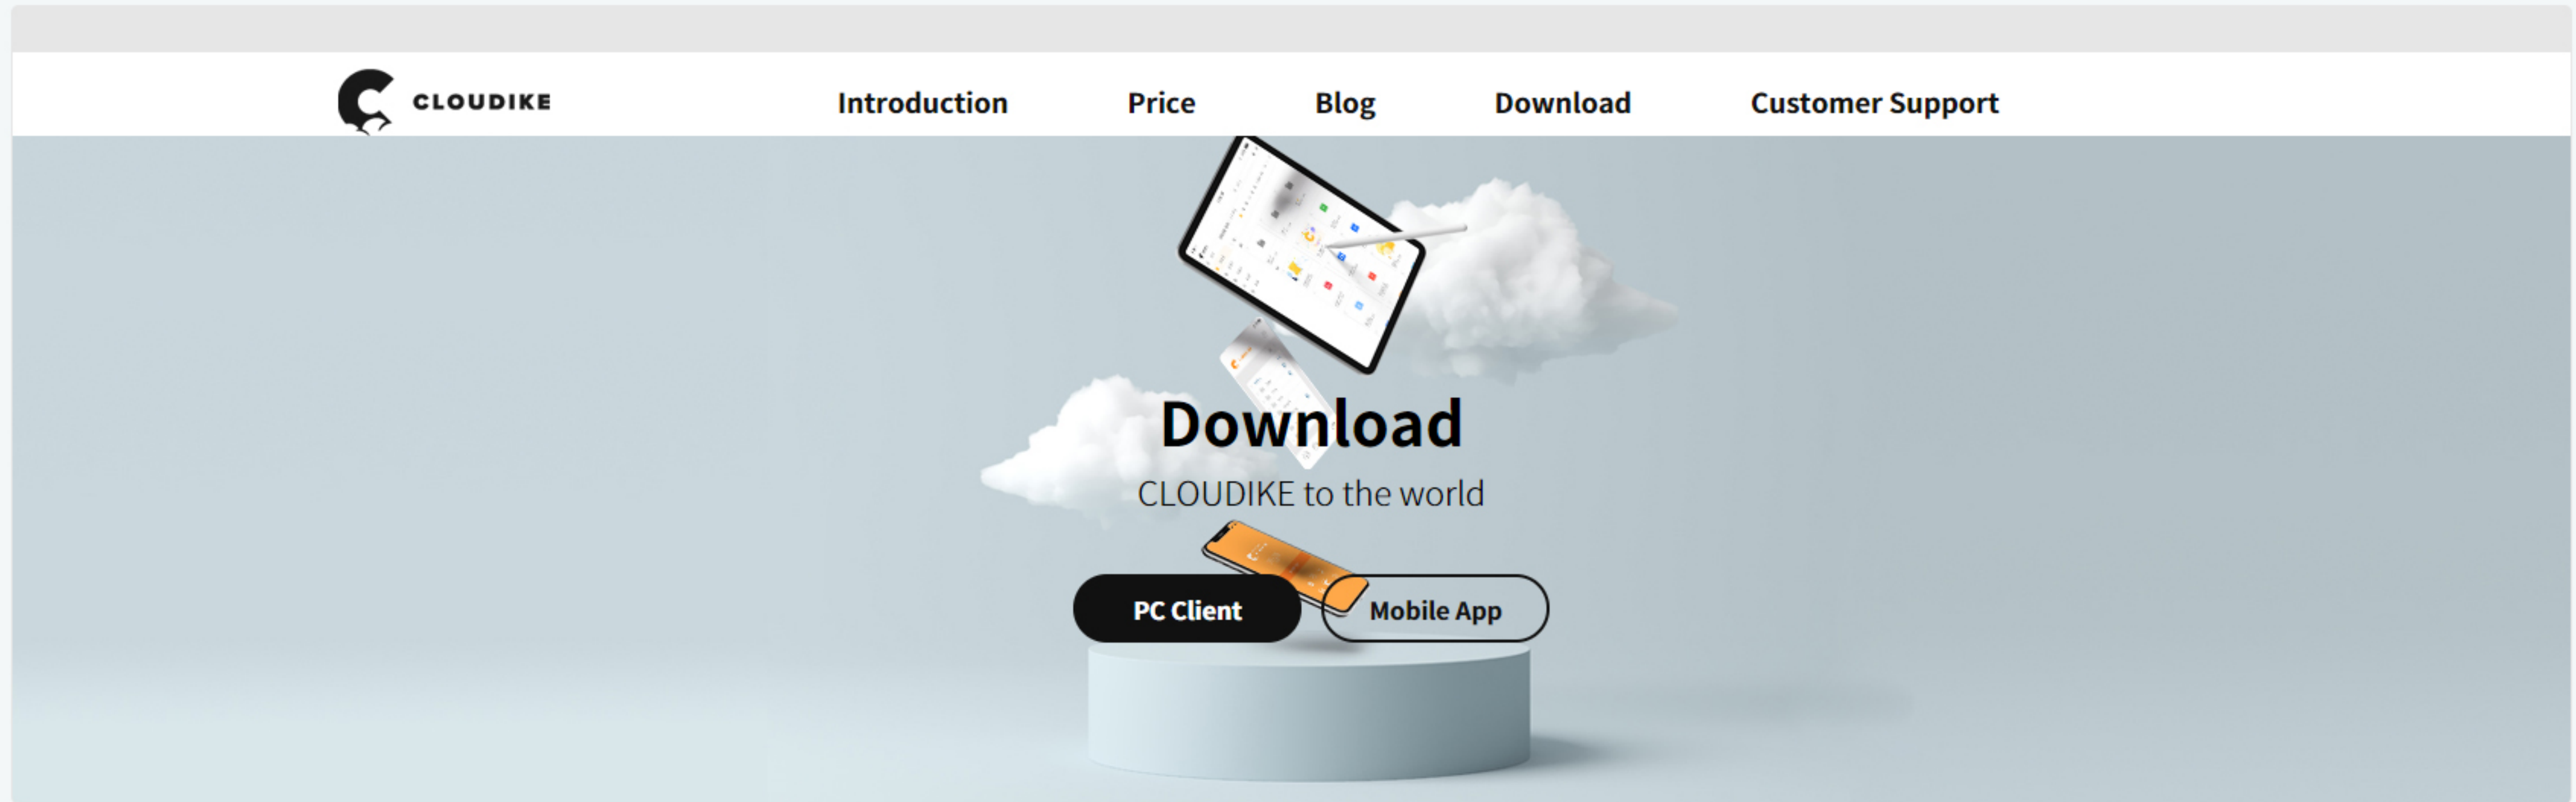 CLOUDIKE
Introduction
Price
Blog
Download
Customer Support
Download
CLOUDIKE to the world
PC Client
Mobile App